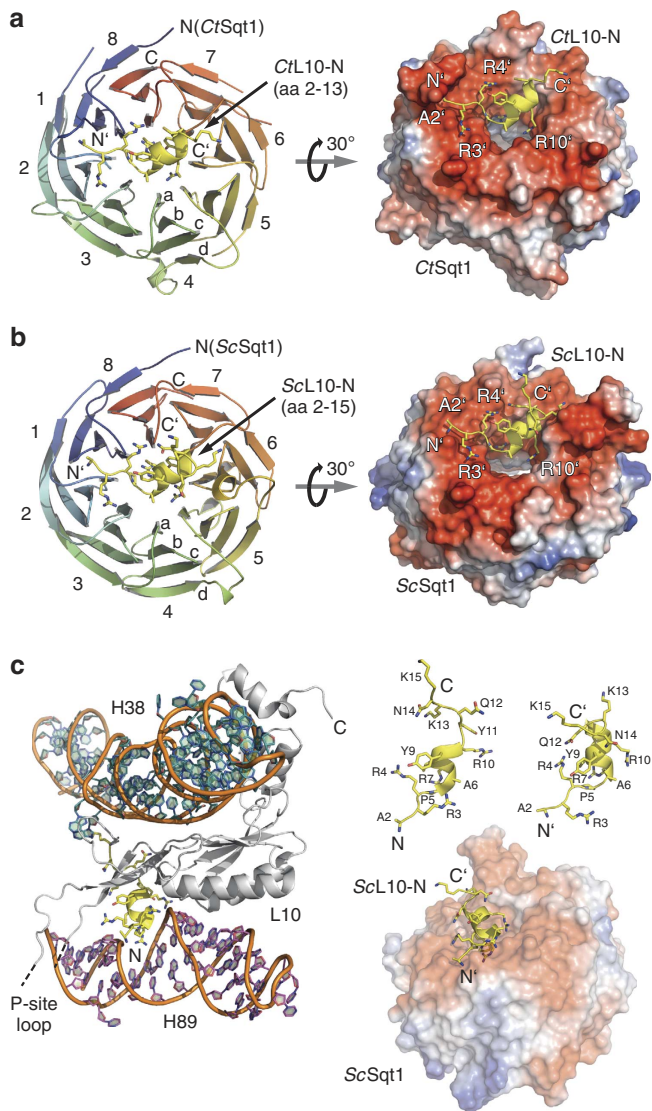 a
N(CtSqt1)
8
C
7
CtL10-N
(aa 2-13)
1
6
N‘
C‘
2
a
b
c
5
d
3
4
30°
CtL10-N
R4‘
N‘
C‘
A2‘
R3‘
R10‘
CtSqt1
b
N(ScSqt1)
8
C
7
ScL10-N
(aa 2-15)
C‘
1
6
N‘
2
a
b
c
5
d
3
4
30°
ScL10-N
R4‘
C‘
A2‘
N‘
R3‘
R10‘
ScSqt1
c
H38
C
L10
N
P-site
loop
H89
K15
C
N14
Q12
K13
Y11
Y9
R10
R4
R7
A6
P5
A2
R3
N
K13
K15
C‘
Q12
N14
Y9
R4
R10
R7
A6
P5
A2
R3
N‘
ScL10-N
C‘
N‘
ScSqt1